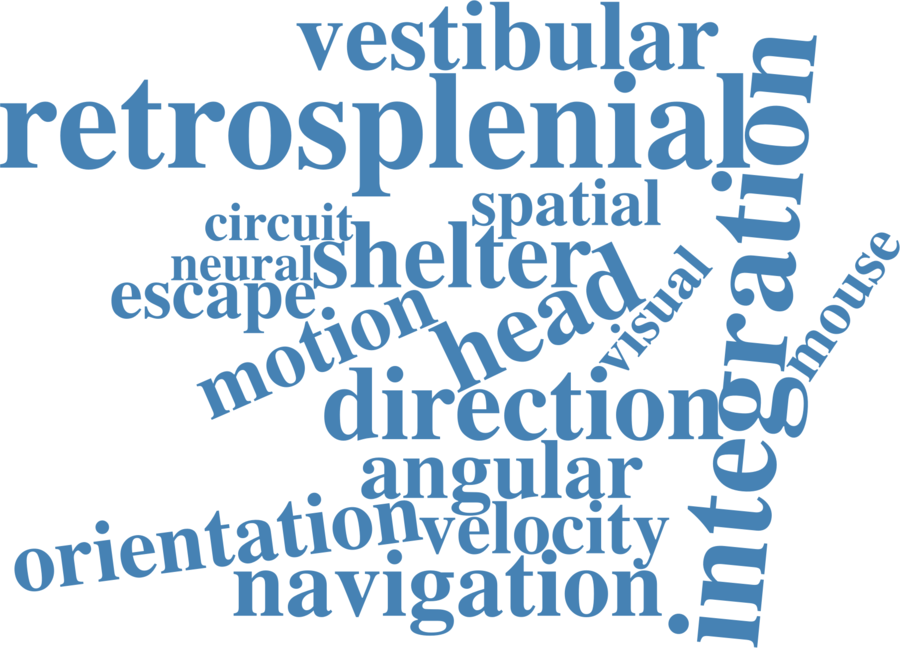 vestibular
retrosplenial
integration
spatial
circuit
shelter
neural
escape
motion
head
visual
mouse
direction
angular
orientation
velocity
navigation